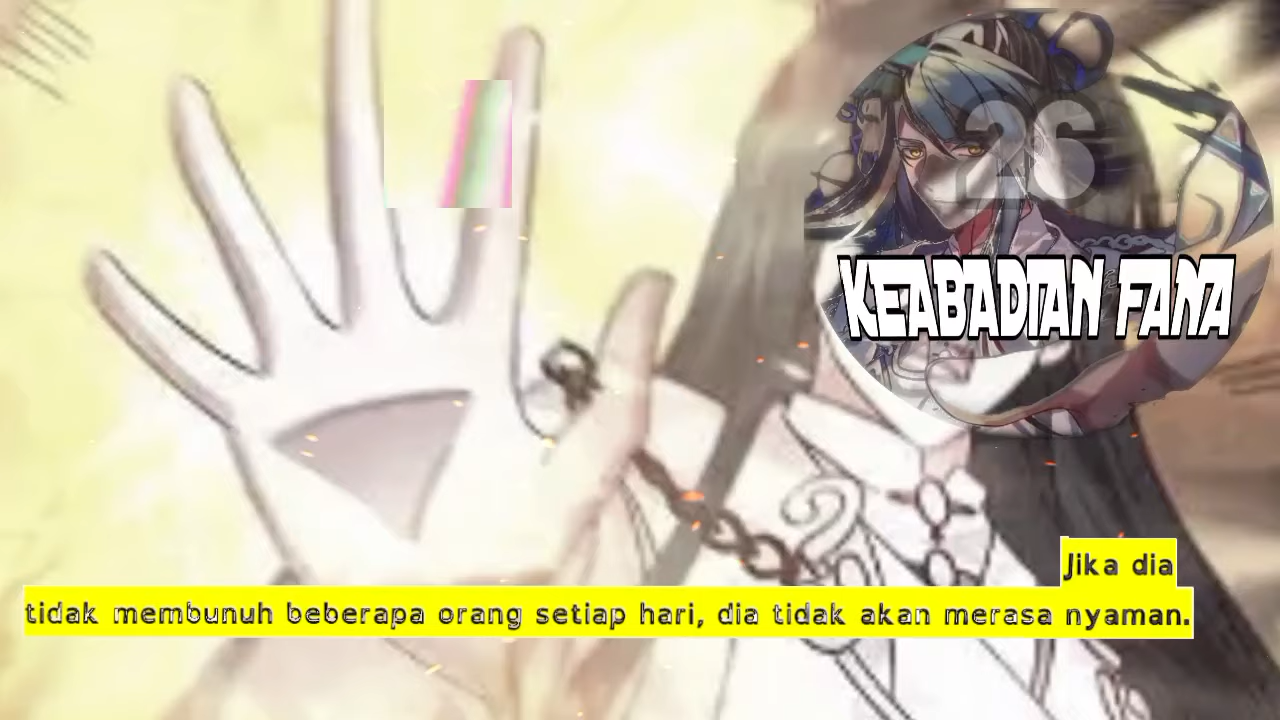 26
KEABADIAN FANA
Jika dia
tidak membunuh beberapa orang setiap hari, dia tidak akan merasa nyaman.